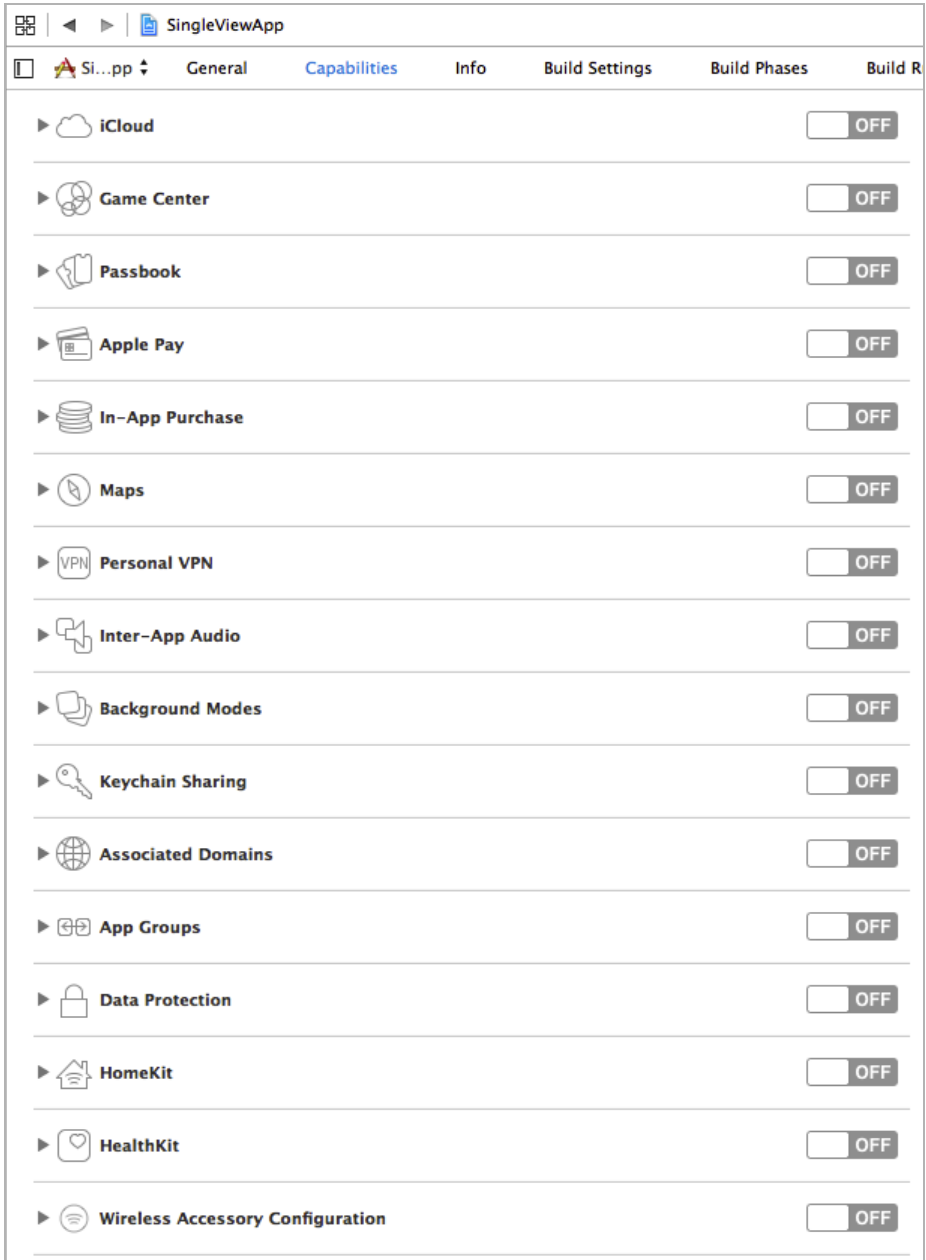 SingleViewApp
Si...pp General Capabilities Info Build Settings Build Phases Build R
iCloud OFF
Game Center OFF
Passbook OFF
Apple Pay OFF
In-App Purchase OFF
Maps OFF
VPN Personal VPN OFF
Inter-App Audio OFF
Background Modes OFF
Keychain Sharing OFF
Associated Domains OFF
App Groups OFF
Data Protection OFF
HomeKit OFF
HealthKit OFF
Wireless Accessory Configuration OFF